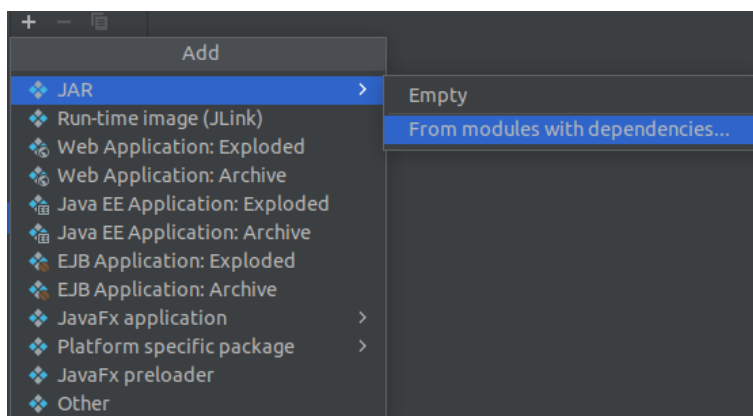 Add
JAR
Empty
Run-time image (JLink)
From modules with dependencies...
Web Application: Exploded
Web Application: Archive
Java EE Application: Exploded
Java EE Application: Archive
EJB Application: Exploded
EJB Application: Archive
JavaFx application
Platform specific package
JavaFx preloader
Other